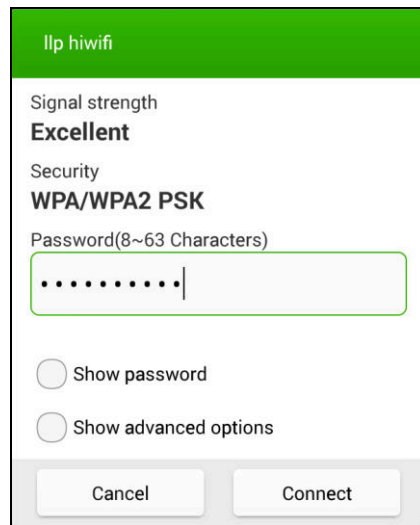 llp hiwifi
Signal strength
Excellent
Security
WPA/WPA2 PSK
Password(8~63 Characters)
••••••••••
Show password
Show advanced options
Cancel Connect